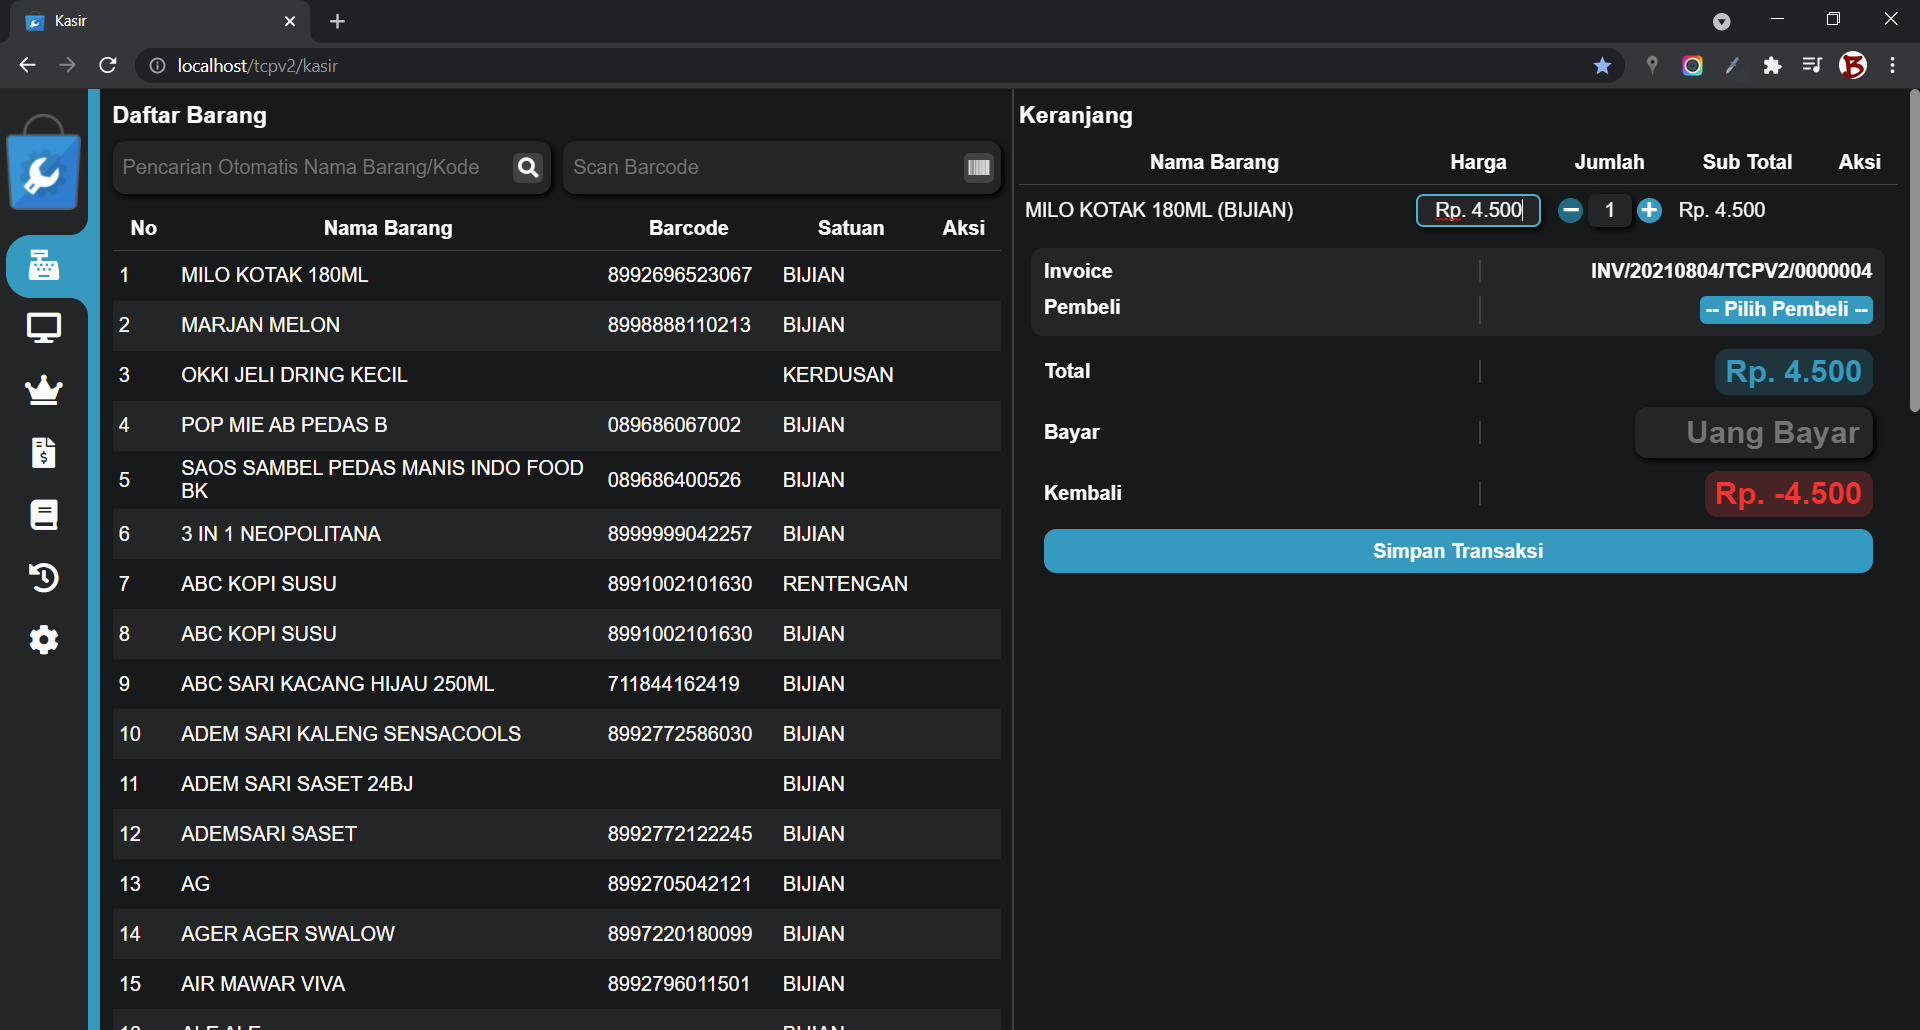 Kasir
localhost/tcpv2/kasir
Daftar Barang
Pencarian Otomatis Nama Barang/Kode
Scan Barcode
No Nama Barang Barcode Satuan Aksi
1 MILO KOTAK 180ML 8992696523067 BIJIAN
2 MARJAN MELON 8998888110213 BIJIAN
3 OKKI JELI DRING KECIL KERDUSAN
4 POP MIE AB PEDAS B 089686067002 BIJIAN
5 SAOS SAMBEL PEDAS MANIS INDO FOOD
BK 089686400526 BIJIAN
6 3 IN 1 NEOPOLITANA 8999999042257 BIJIAN
7 ABC KOPI SUSU 8991002101630 RENTENGAN
8 ABC KOPI SUSU 8991002101630 BIJIAN
9 ABC SARI KACANG HIJAU 250ML 711844162419 BIJIAN
10 ADEM SARI KALENG SENSACOOLS 8992772586030 BIJIAN
11 ADEM SARI SASET 24BJ BIJIAN
12 ADEMSARI SASET 8992772122245 BIJIAN
13 AG 8992705042121 BIJIAN
14 AGER AGER SWALOW 8997220180099 BIJIAN
15 AIR MAWAR VIVA 8992796011501 BIJIAN
Keranjang
Nama Barang Harga Jumlah Sub Total Aksi
MILO KOTAK 180ML (BIJIAN) Rp. 4.500 1 Rp. 4.500
Invoice INV/20210804/TCPV2/0000004
Pembeli -- Pilih Pembeli --
Total Rp. 4.500
Bayar Uang Bayar
Kembali Rp. -4.500
Simpan Transaksi